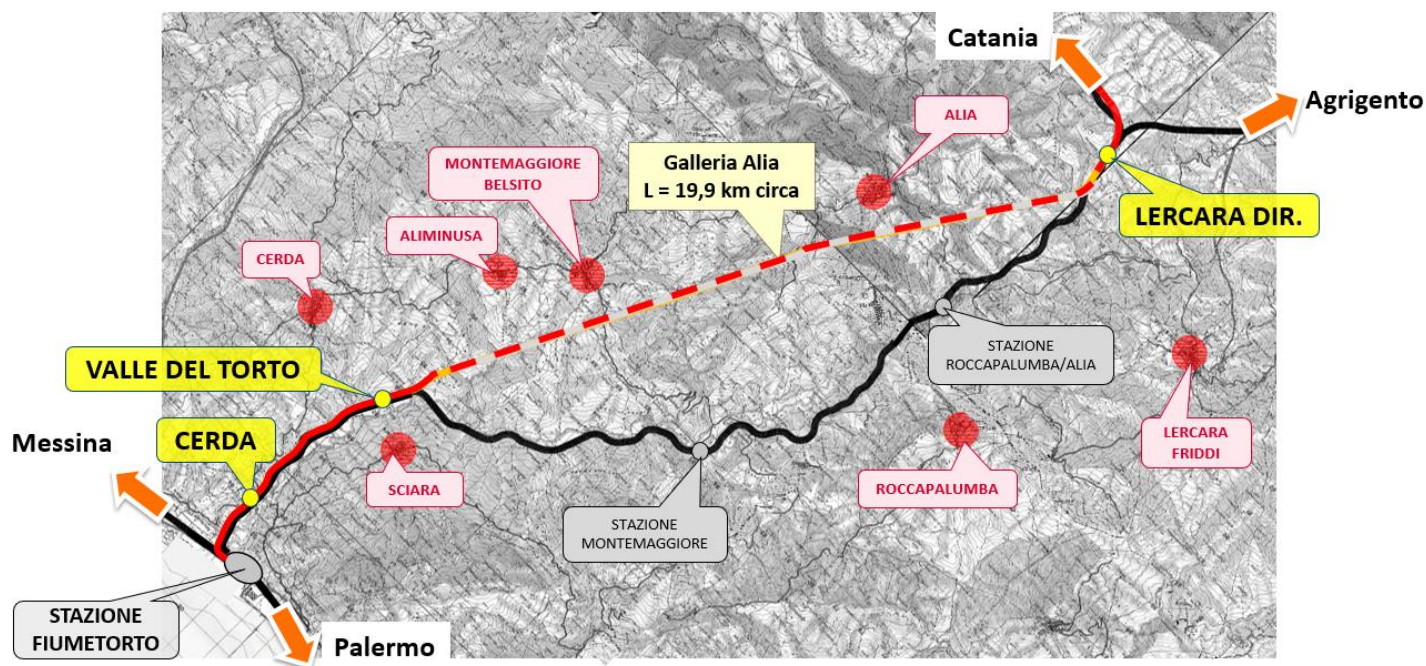 Catania
Agrigento
ALIA
MONTEMAGGIORE
BELSITO
Galleria Alia
L = 19,9 km circa
LERCARA DIR.
ALIMINUSA
CERDA
STAZIONE
ROCCAPALUMBA/ALIA
VALLE DEL TORTO
CERDA
Messina
LERCARA
FRIDDI
SCIARA
ROCCAPALUMBA
STAZIONE
MONTEMAGGIORE
STAZIONE
FIUMETORTO
Palermo